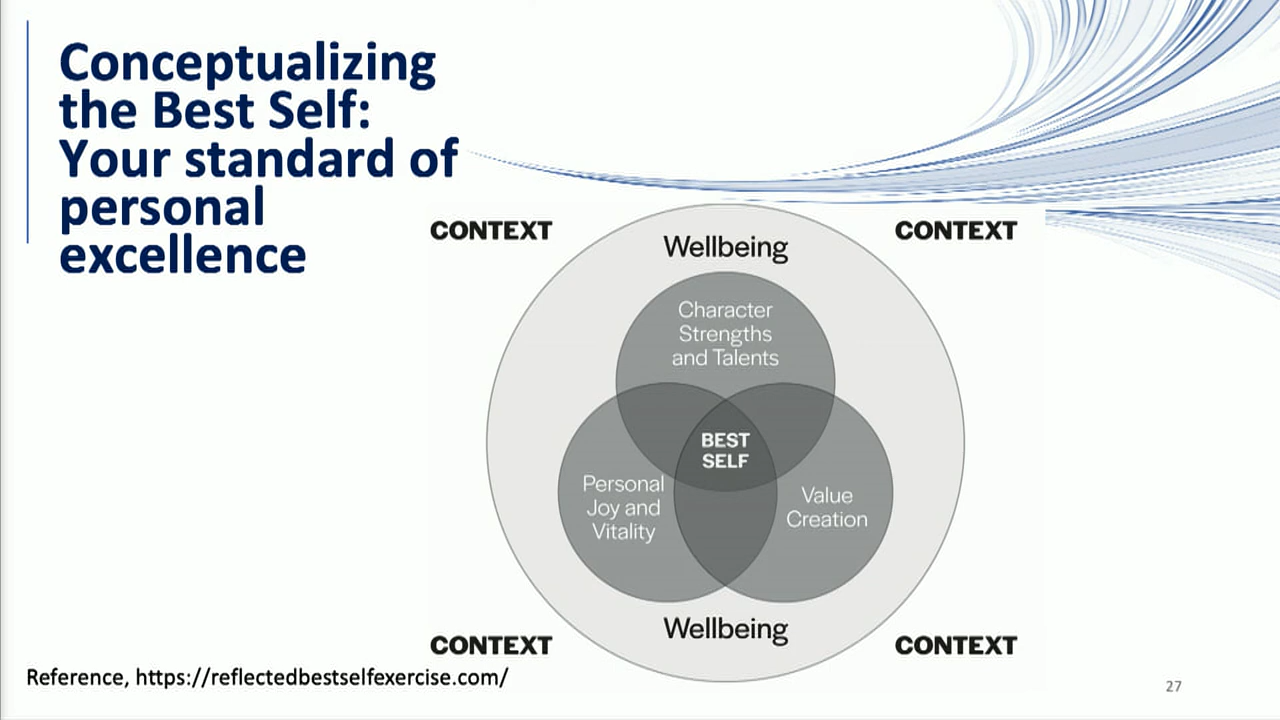 Conceptualizing
the Best Self:
Your standard of
personal
excellence
CONTEXT
CONTEXT
Wellbeing
Character
Strengths
and Talents
BEST
SELF
Personal
Joy and
Vitality
Value
Creation
Wellbeing
CONTEXT
CONTEXT
Reference, https://reflectedbestselfexercise.com/
27